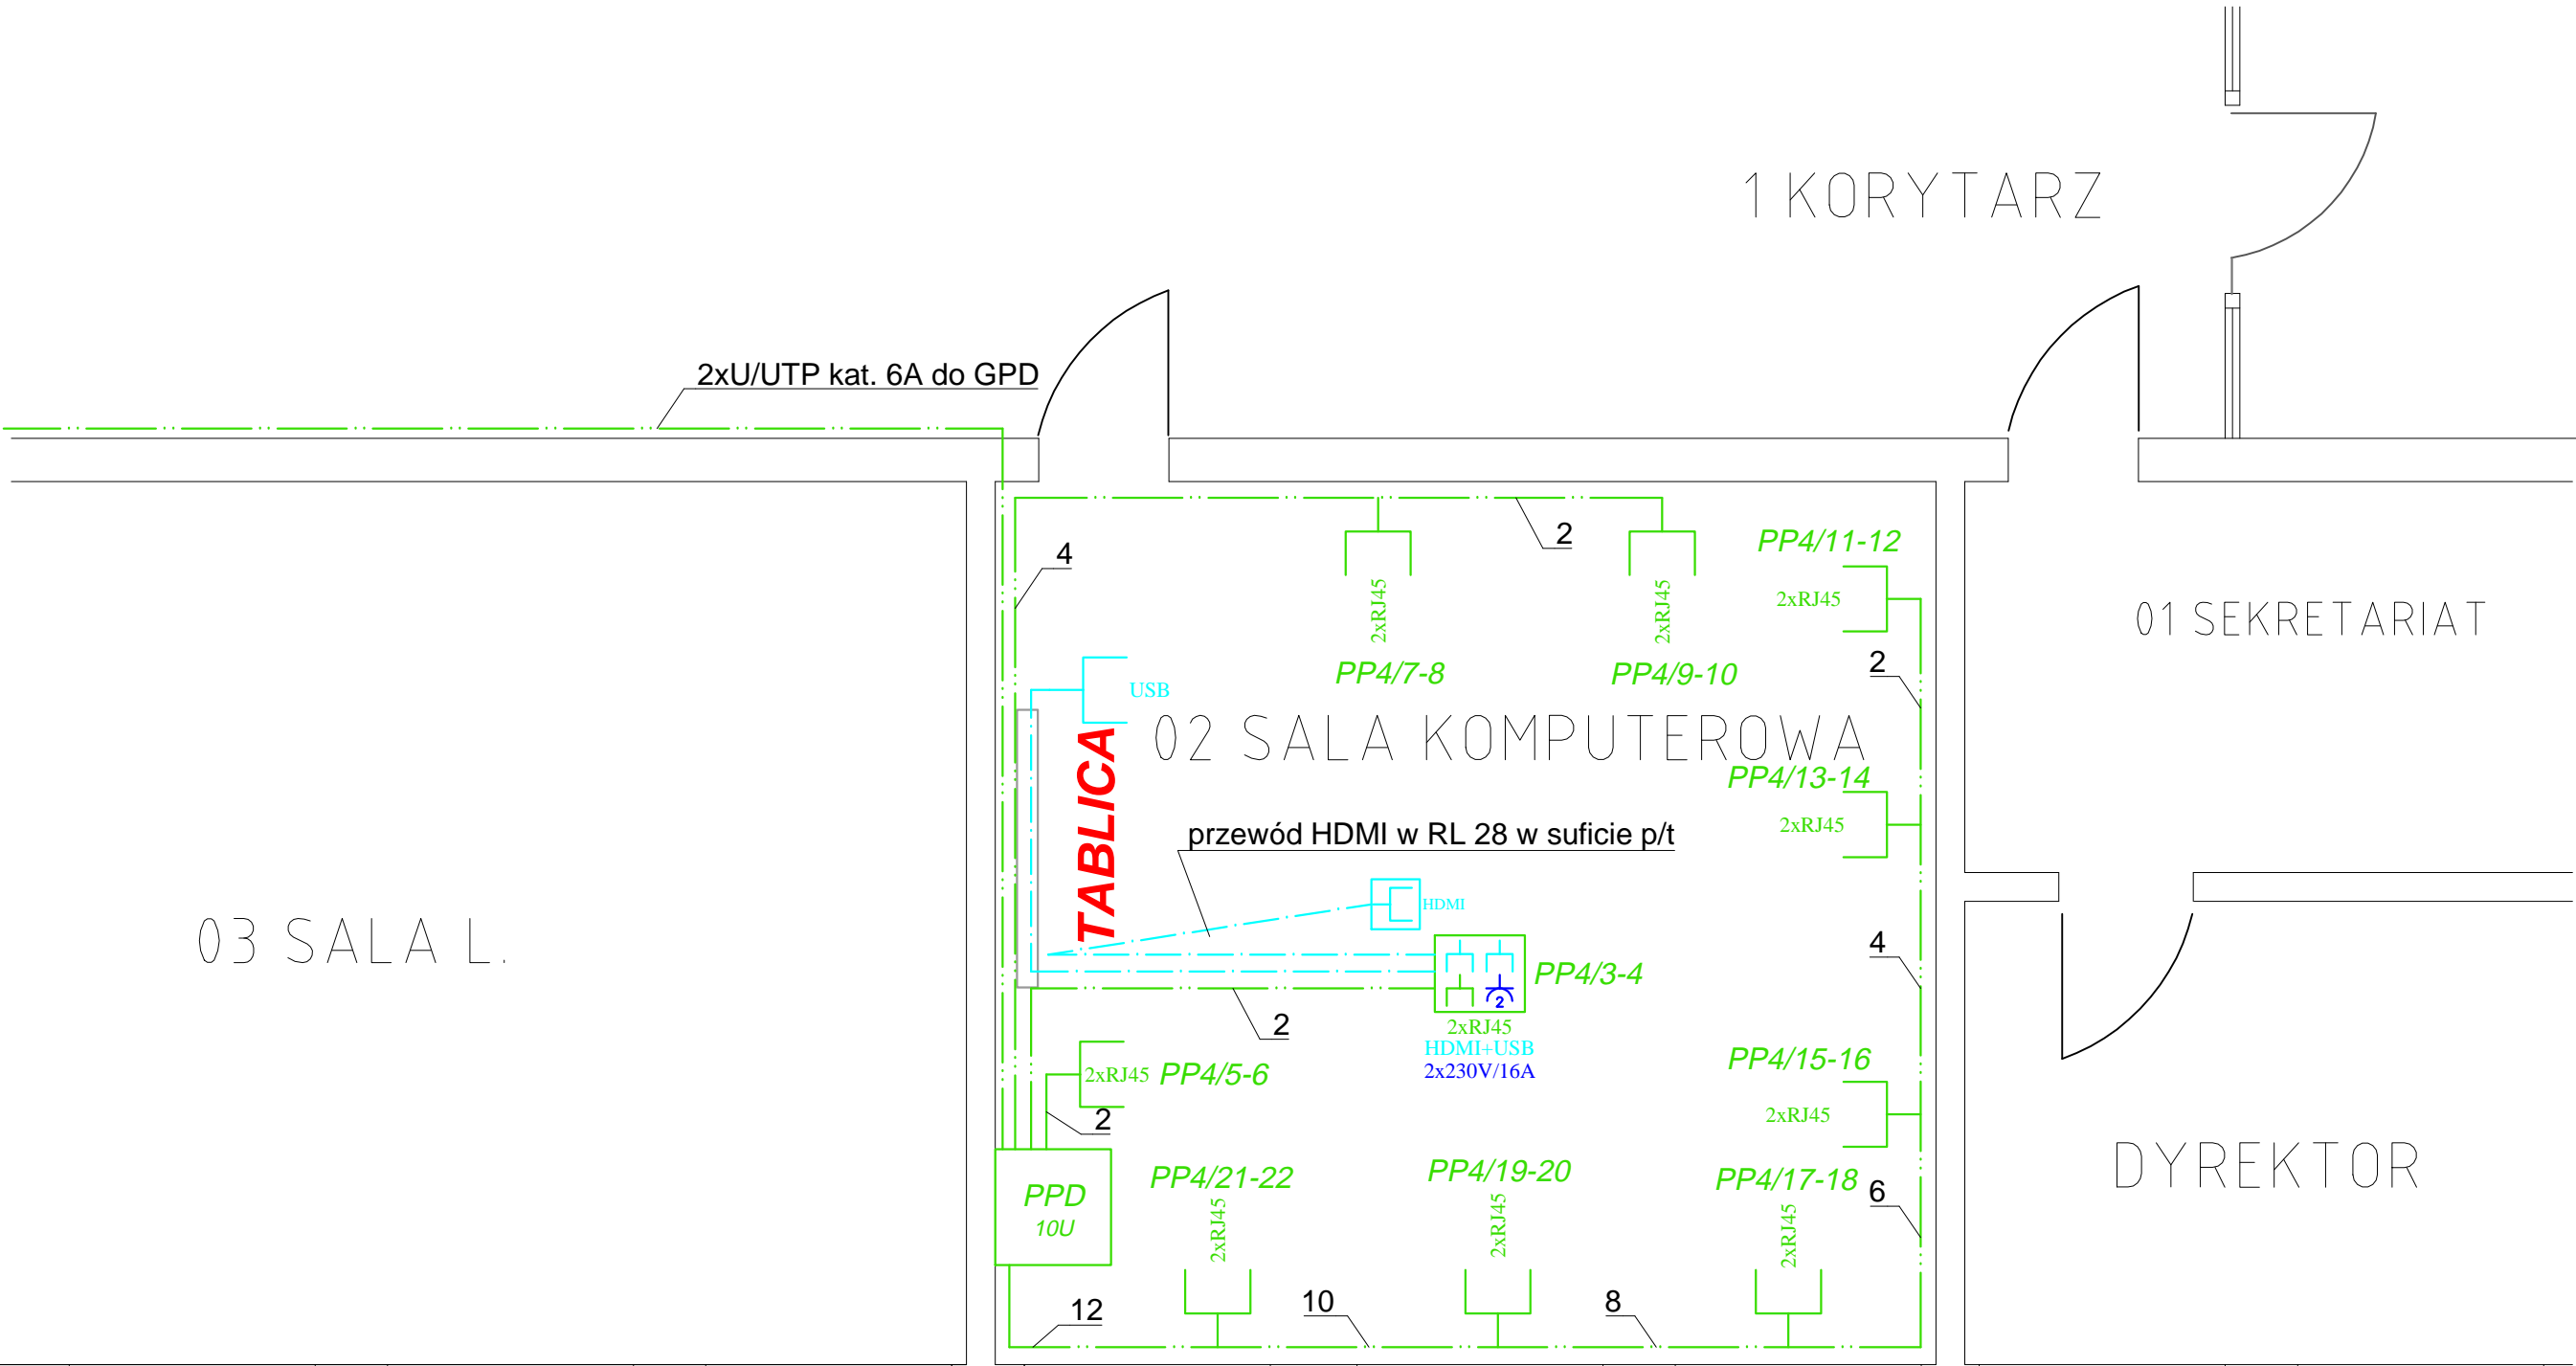 1 KORYTARZ
2xU/UTP kat. 6A do GPD
2
4
PP4/11-12
2xRJ45
2xRJ45
2xRJ45
01 SEKRETARIAT
2
PP4/7-8
PP4/9-10
USB
02 SALA KOMPUTEROWA
TABLICA
PP4/13-14
2xRJ45
przewód HDMI w RL 28 w suficie p/t
HDMI
03 SALA L.
4
PP4/3-4
2
2
2xRJ45
HDMI+USB
2x230V/16A
2xRJ45
PP4/5-6
PP4/15-16
2xRJ45
2
PP4/21-22
PP4/19-20
PP4/17-18
6
DYREKTOR
PPD
10U
2xRJ45
2xRJ45
2xRJ45
12
10
8